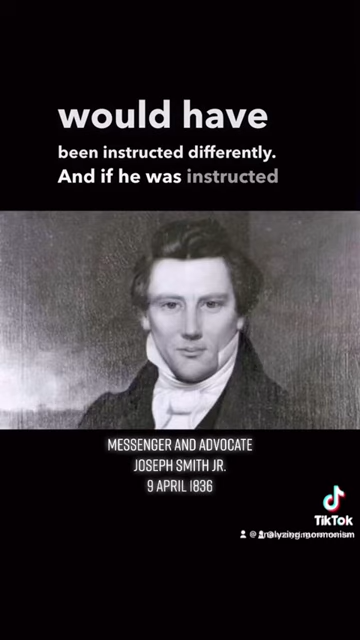 would have
been instructed differently.
And if he was instructed
MESSENGER AND ADVOCATE
JOSEPH SMITH JR.
9 APRIL 1836
TikTok